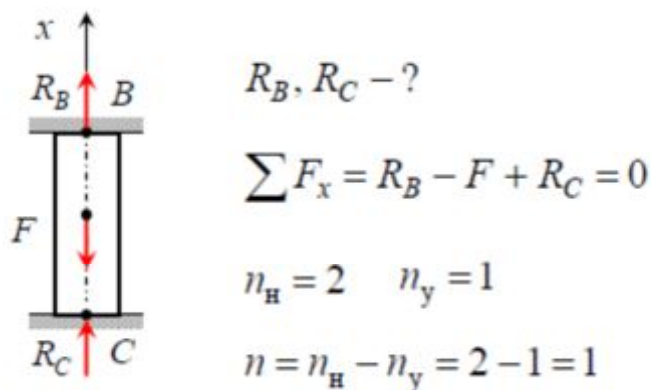 x
R_B B
F
R_C C
R_B, R_C – ?
∑ F_x = R_B − F + R_C = 0
n_н = 2 n_у = 1
n = n_н − n_у = 2 − 1 = 1